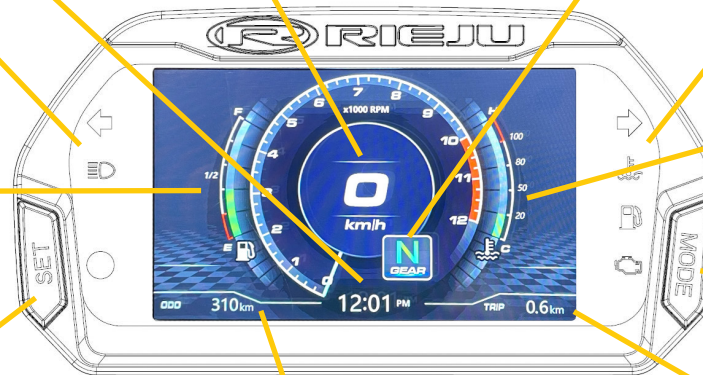 RIEJU
x1000 RPM
F
1/2
E
0
1
2
3
4
5
6
7
8
9
10
11
12
H
100
80
50
20
C
0
km/h
N
GEAR
SET
MODE
ODO 310km
12:01 PM
TRIP 0.6km